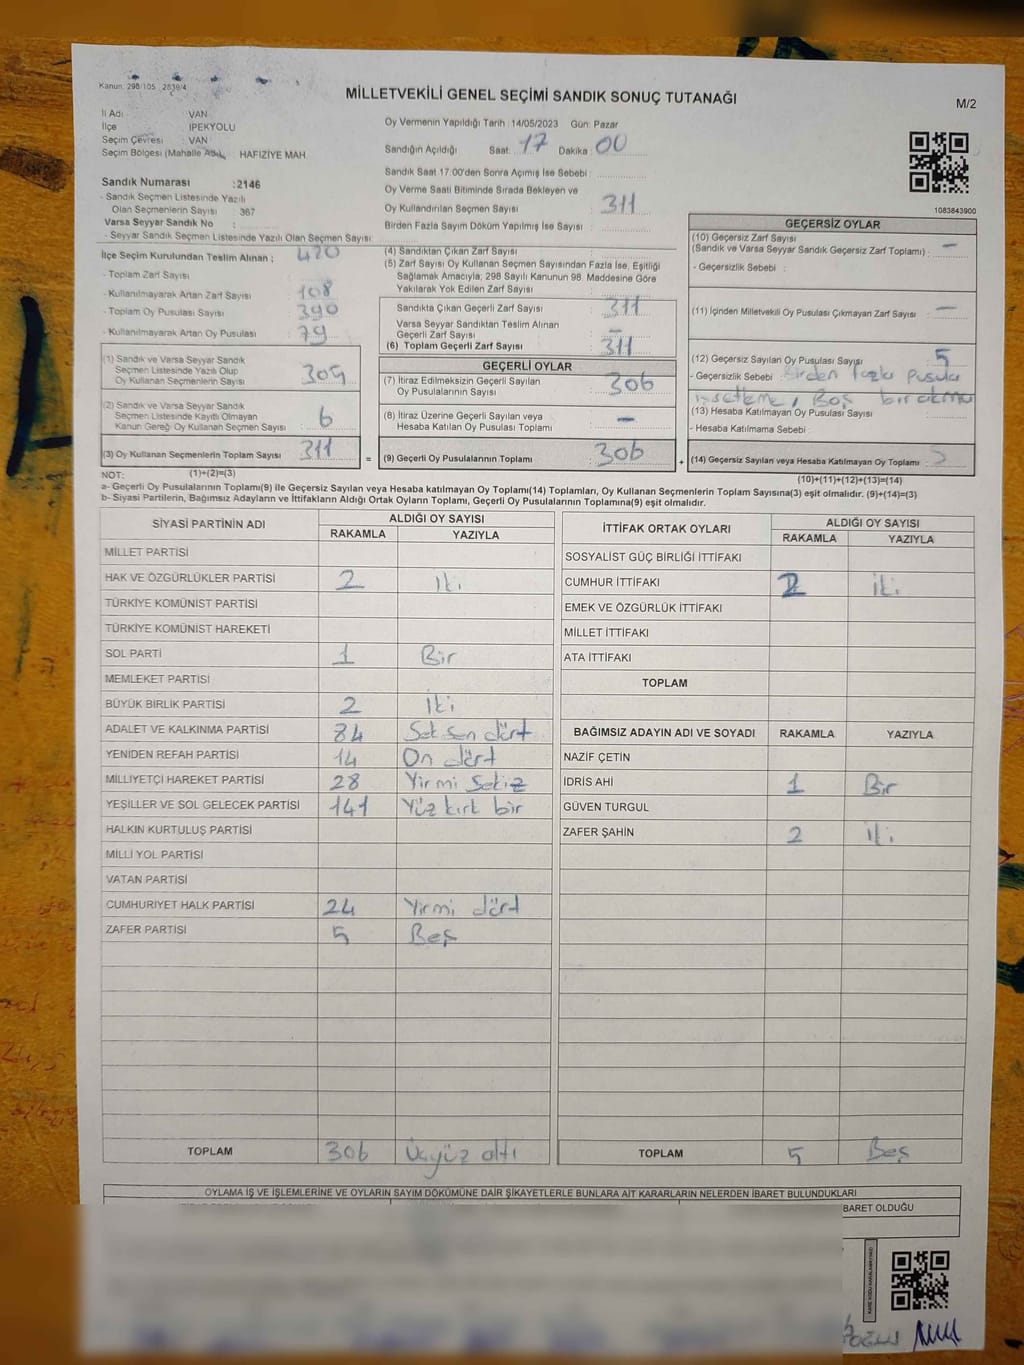 Kanun. 298/105 2839/4
MİLLETVEKİLİ GENEL SEÇİMİ SANDIK SONUÇ TUTANAĞI
M/2
İl Adı : VAN
İlçe İPEKYOLU
Seçim Çevresi : VAN
Seçim Bölgesi (Mahalle Adı) : HAFIZİYE MAH.
Oy Vermenin Yapıldığı Tarih :14/05/2023 Gün: Pazar
Sandığın Açıldığı Saat: 17 Dakika: 00
Sandık Saat 17:00'den Sonra Açımış İse Sebebi :
Oy Verme Saati Bitiminde Sırada Bekleyen ve
Oy Kullandırılan Seçmen Sayısı : 311
Birden Fazla Sayım Döküm Yapılmış İse Sayısı :
Sandık Numarası :2146
- Sandık Seçmen Listesinde Yazılı
Olan Seçmenlerin Sayısı : 367
Varsa Seyyar Sandık No :
- Seyyar Sandık Seçmen Listesinde Yazılı Olan Seçmen Sayısı:
1083843900
İlçe Seçim Kurulundan Teslim Alınan ; 420
- Toplam Zarf Sayısı
- Kullanılmayarak Artan Zarf Sayısı : 108
- Toplam Oy Pusulası Sayısı : 390
- Kullanılmayarak Artan Oy Pusulası : 79
(1) Sandık ve Varsa Seyyar Sandık
Seçmen Listesinde Yazılı Olup
Oy Kullanan Seçmenlerin Sayısı : 305
(2) Sandık ve Varsa Seyyar Sandık
Seçmen Listesinde Kayıtlı Olmayan
Kanun Gereği Oy Kullanan Seçmen Sayısı : 6
(3) Oy Kullanan Seçmenlerin Toplam Sayısı : 311
(4) Sandıktan Çıkan Zarf Sayısı :
(5) Zarf Sayısı Oy Kullanan Seçmen Sayısından Fazla İse, Eşitliği
Sağlamak Amacıyla; 298 Sayılı Kanunun 98. Maddesine Göre
Yakılarak Yok Edilen Zarf Sayısı :
Sandıkta Çıkan Geçerli Zarf Sayısı : 311
Varsa Seyyar Sandıktan Teslim Alınan
Geçerli Zarf Sayısı : -
(6) Toplam Geçerli Zarf Sayısı : 311
GEÇERLİ OYLAR
(7) İtiraz Edilmeksizin Geçerli Sayılan
Oy Pusulalarının Sayısı : 306
(8) İtiraz Üzerine Geçerli Sayılan veya
Hesaba Katılan Oy Pusulası Toplamı : -
= (9) Geçerli Oy Pusulalarının Toplamı : 306
GEÇERSİZ OYLAR
(10) Geçersiz Zarf Sayısı
(Sandık ve Varsa Seyyar Sandık Geçersiz Zarf Toplamı) : -
- Geçersizlik Sebebi :
(11) İçinden Milletvekili Oy Pusulası Çıkmayan Zarf Sayısı : -
(12) Geçersiz Sayılan Oy Pusulası Sayısı : 5
- Geçersizlik Sebebi : Birden fazla pusula
işsetleme, Boş bırakma
(13) Hesaba Katılmayan Oy Pusulası Sayısı :
- Hesaba Katılmama Sebebi :
+ (14) Geçersiz Sayılan veya Hesaba Katılmayan Oy Toplamı : 5
NOT: (1)+(2)=(3)
(10)+(11)+(12)+(13)=(14)
a- Geçerli Oy Pusulalarının Toplamı(9) ile Geçersiz Sayılan veya Hesaba katılmayan Oy Toplamı(14) Toplamları, Oy Kullanan Seçmenlerin Toplam Sayısına(3) eşit olmalıdır. (9)+(14)=(3)
b- Siyasi Partilerin, Bağımsız Adayların ve İttifakların Aldığı Ortak Oyların Toplamı, Geçerli Oy Pusulalarının Toplamına(9) eşit olmalıdır.
SİYASİ PARTİNİN ADI ALDIĞI OY SAYISI
RAKAMLA YAZIYLA
MİLLET PARTİSİ
HAK VE ÖZGÜRLÜKLER PARTİSİ 2 İki
TÜRKİYE KOMÜNİST PARTİSİ
TÜRKİYE KOMÜNİST HAREKETİ
SOL PARTİ 1 Bir
MEMLEKET PARTİSİ
BÜYÜK BİRLİK PARTİSİ 2 İki
ADALET VE KALKINMA PARTİSİ 84 Seksen dört
YENİDEN REFAH PARTİSİ 14 On dört
MİLLİYETÇİ HAREKET PARTİSİ 28 Yirmi Sekiz
YEŞİLLER VE SOL GELECEK PARTİSİ 141 Yüz kırk bir
HALKIN KURTULUŞ PARTİSİ
MİLLİ YOL PARTİSİ
VATAN PARTİSİ
CUMHURİYET HALK PARTİSİ 24 Yirmi dört
ZAFER PARTİSİ 5 Beş
TOPLAM 306 Üçyüz altı
İTTİFAK ORTAK OYLARI ALDIĞI OY SAYISI
RAKAMLA YAZIYLA
SOSYALİST GÜÇ BİRLİĞİ İTTİFAKI
CUMHUR İTTİFAKI 2 İki
EMEK VE ÖZGÜRLÜK İTTİFAKI
MİLLET İTTİFAKI
ATA İTTİFAKI
TOPLAM
BAĞIMSIZ ADAYIN ADI VE SOYADI RAKAMLA YAZIYLA
NAZİF ÇETİN
İDRİS AHİ 1 Bir
GÜVEN TURGUL
ZAFER ŞAHİN 2 İki
TOPLAM 5 Beş
OYLAMA İŞ VE İŞLEMLERİNE VE OYLARIN SAYIM DÖKÜMÜNE DAİR ŞİKAYETLERLE BUNLARA AİT KARARLARIN NELERDEN İBARET BULUNDUKLARI
BARET OLDUĞU